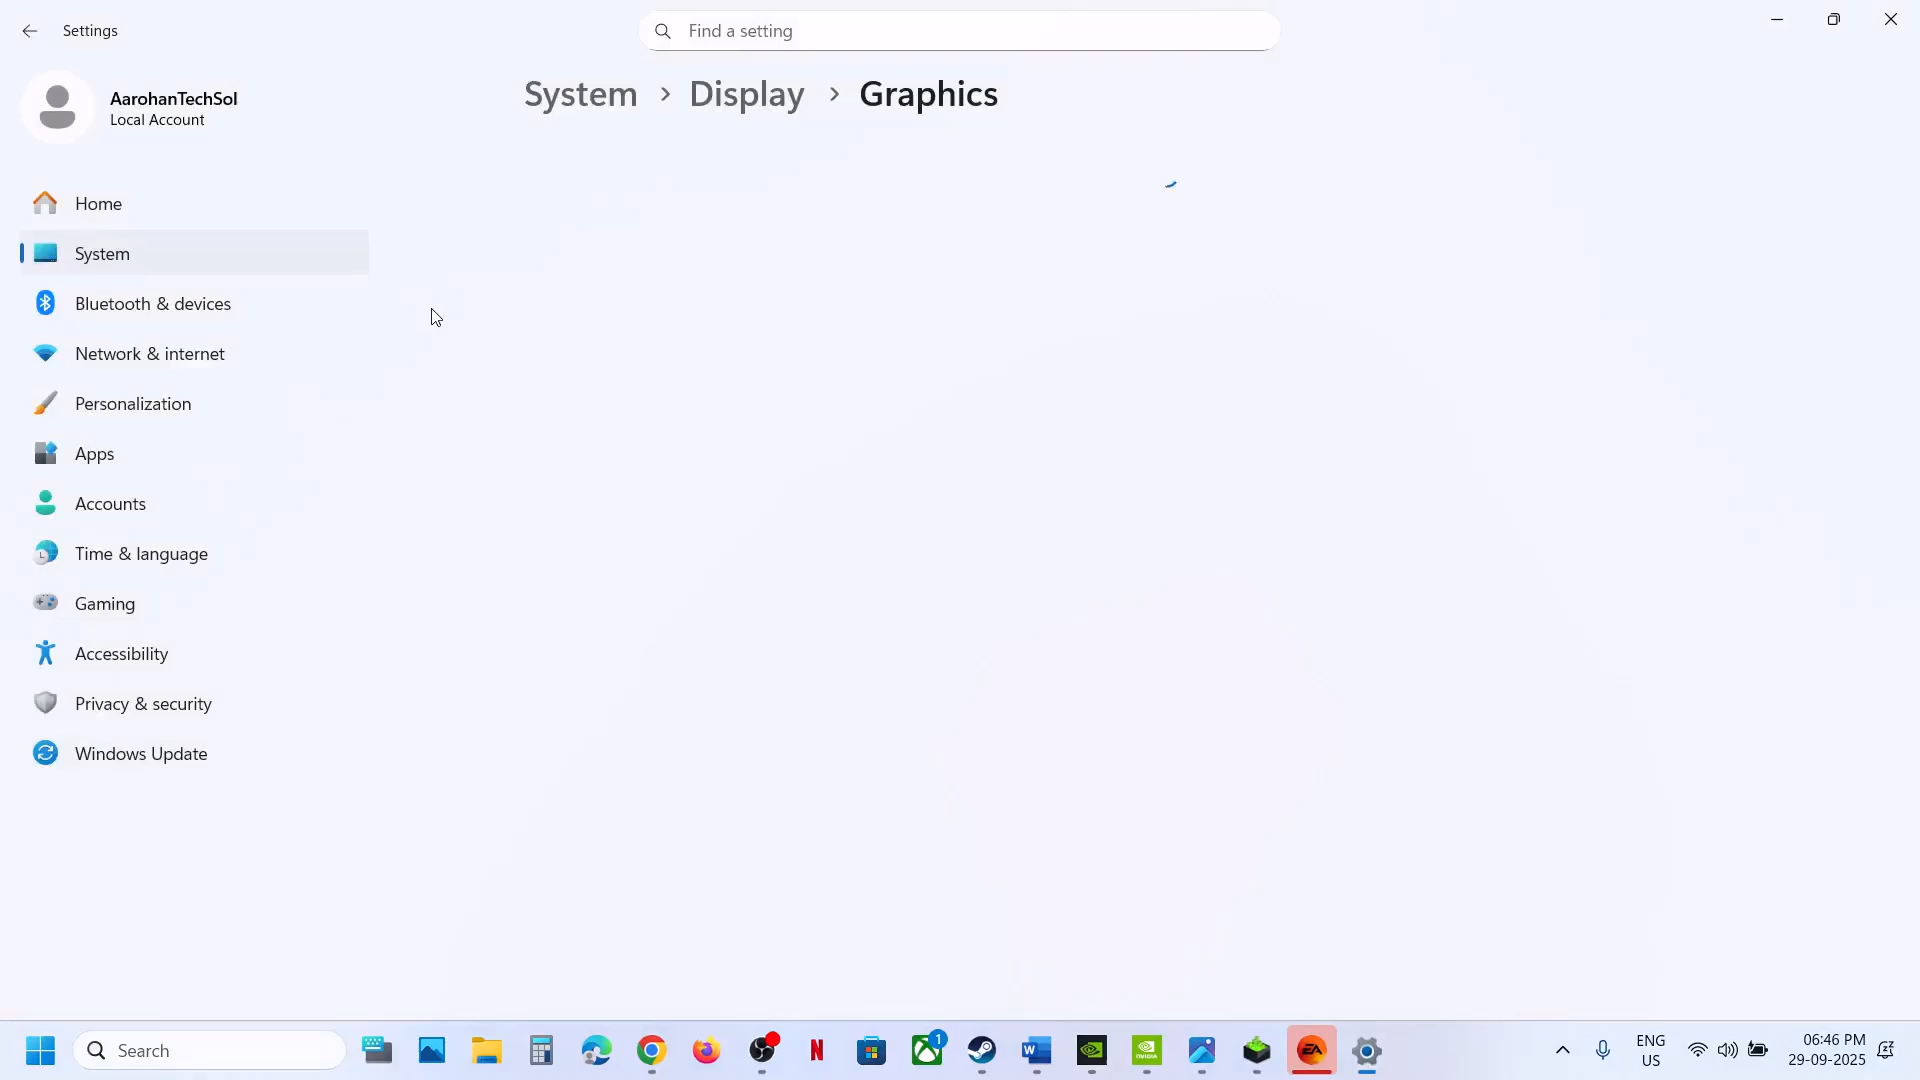 Settings
Find a setting
AarohanTechSol
Local Account
System > Display > Graphics
Home
System
Bluetooth & devices
Network & internet
Personalization
Apps
Accounts
Time & language
Gaming
Accessibility
Privacy & security
Windows Update
Search
1
ENG
US
06:46 PM
29-09-2025